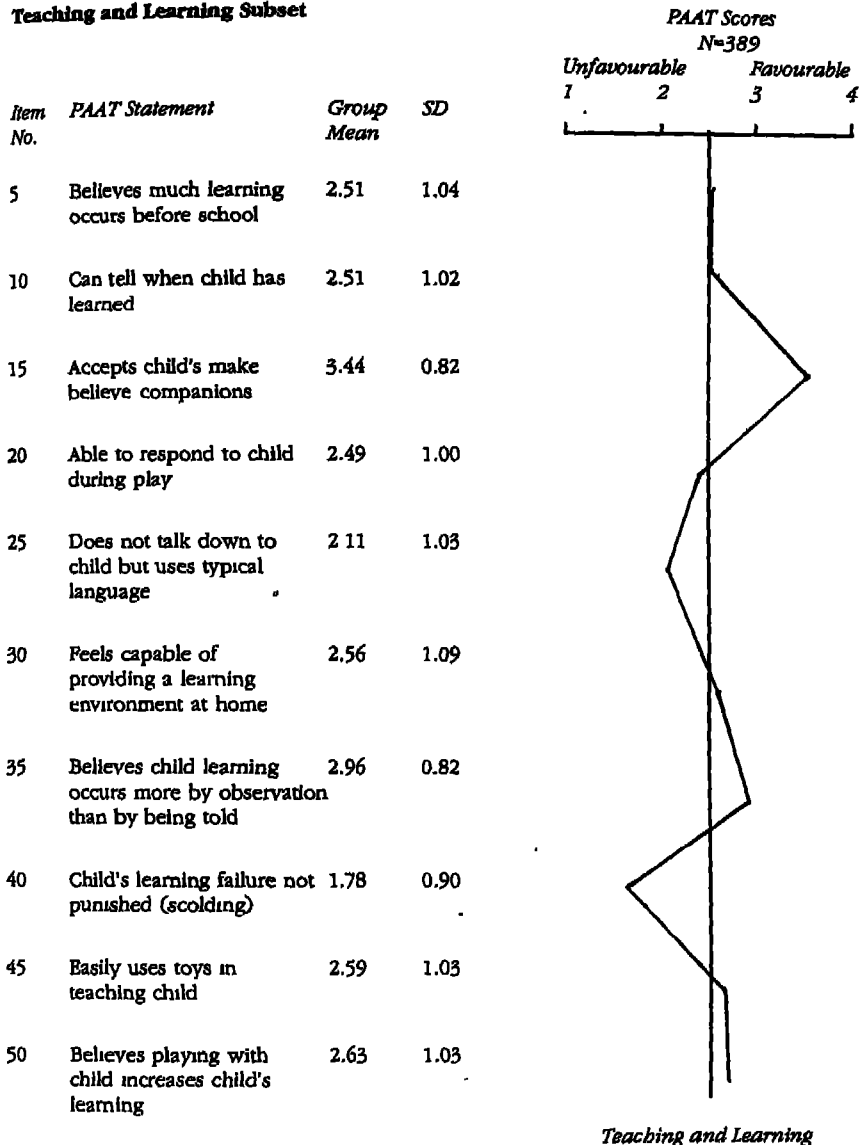 Teaching and Learning Subset
PAAT Scores
N=389
Unfavourable Favourable
Item No. PAAT Statement Group Mean SD 1 2 3 4
5 Believes much learning 2.51 1.04
occurs before school
10 Can tell when child has 2.51 1.02
learned
15 Accepts child's make 3.44 0.82
believe companions
20 Able to respond to child 2.49 1.00
during play
25 Does not talk down to 2 11 1.03
child but uses typical
language
30 Feels capable of 2.56 1.09
providing a learning
environment at home
35 Believes child learning 2.96 0.82
occurs more by observation
than by being told
40 Child's learning failure not 1.78 0.90
punished (scolding)
45 Easily uses toys in 2.59 1.03
teaching child
50 Believes playing with 2.63 1.03
child increases child's
learning
Teaching and Learning